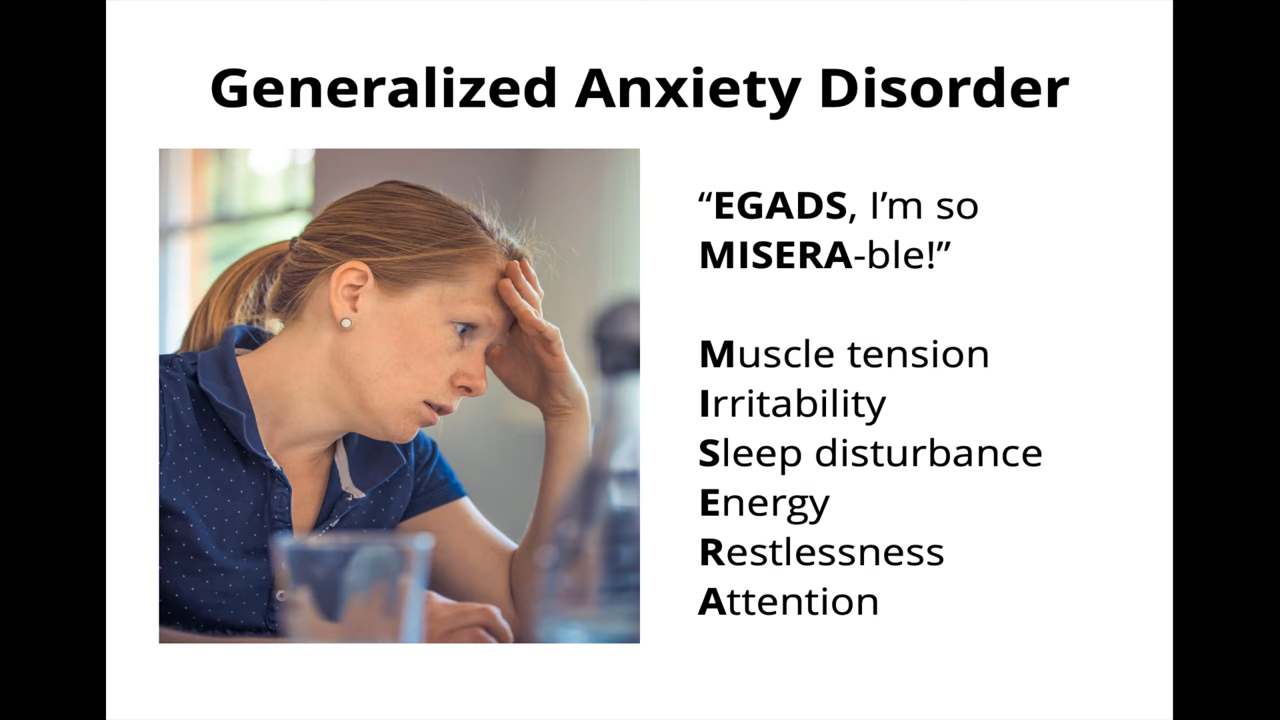 Generalized Anxiety Disorder
“EGADS, I’m so
MISERA-ble!”
Muscle tension
Irritability
Sleep disturbance
Energy
Restlessness
Attention